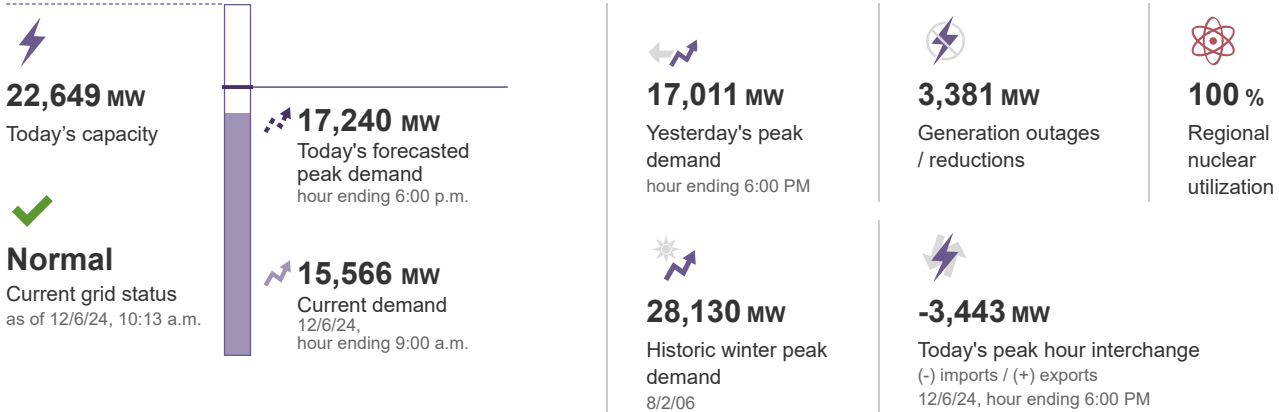 22,649 MW
Today's capacity
Normal
Current grid status
as of 12/6/24, 10:13 a.m.
17,240 MW
Today's forecasted
peak demand
hour ending 6:00 p.m.
15,566 MW
Current demand
12/6/24,
hour ending 9:00 a.m.
17,011 MW
Yesterday's peak
demand
hour ending 6:00 PM
3,381 MW
Generation outages
/ reductions
100 %
Regional
nuclear
utilization
28,130 MW
Historic winter peak
demand
8/2/06
-3,443 MW
Today's peak hour interchange
(-) imports / (+) exports
12/6/24, hour ending 6:00 PM